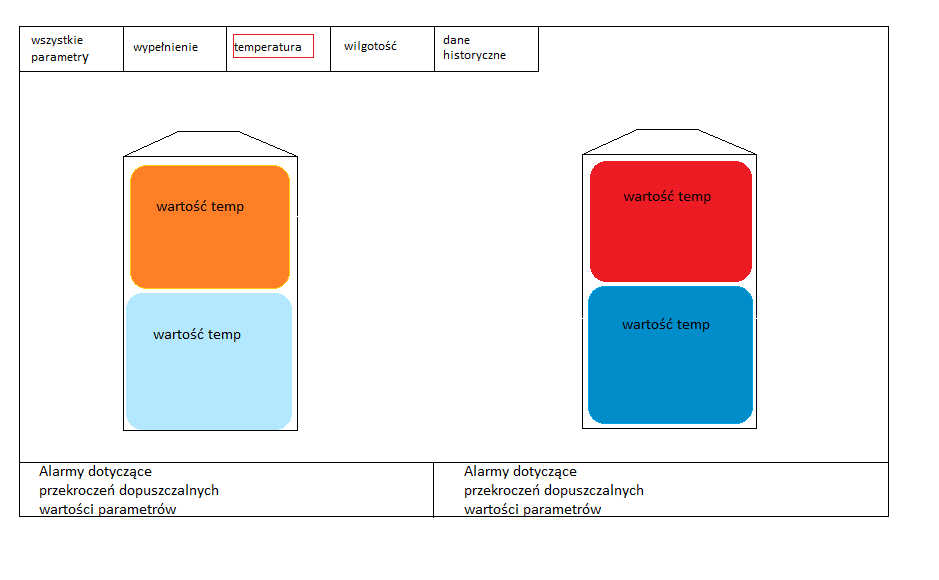 wszystkie
parametry
wypełnienie
temperatura
wilgotość
dane
historyczne
wartość temp
wartość temp
wartość temp
wartość temp
Alarmy dotyczące
przekroczeń dopuszczalnych
wartości parametrów
Alarmy dotyczące
przekroczeń dopuszczalnych
wartości parametrów